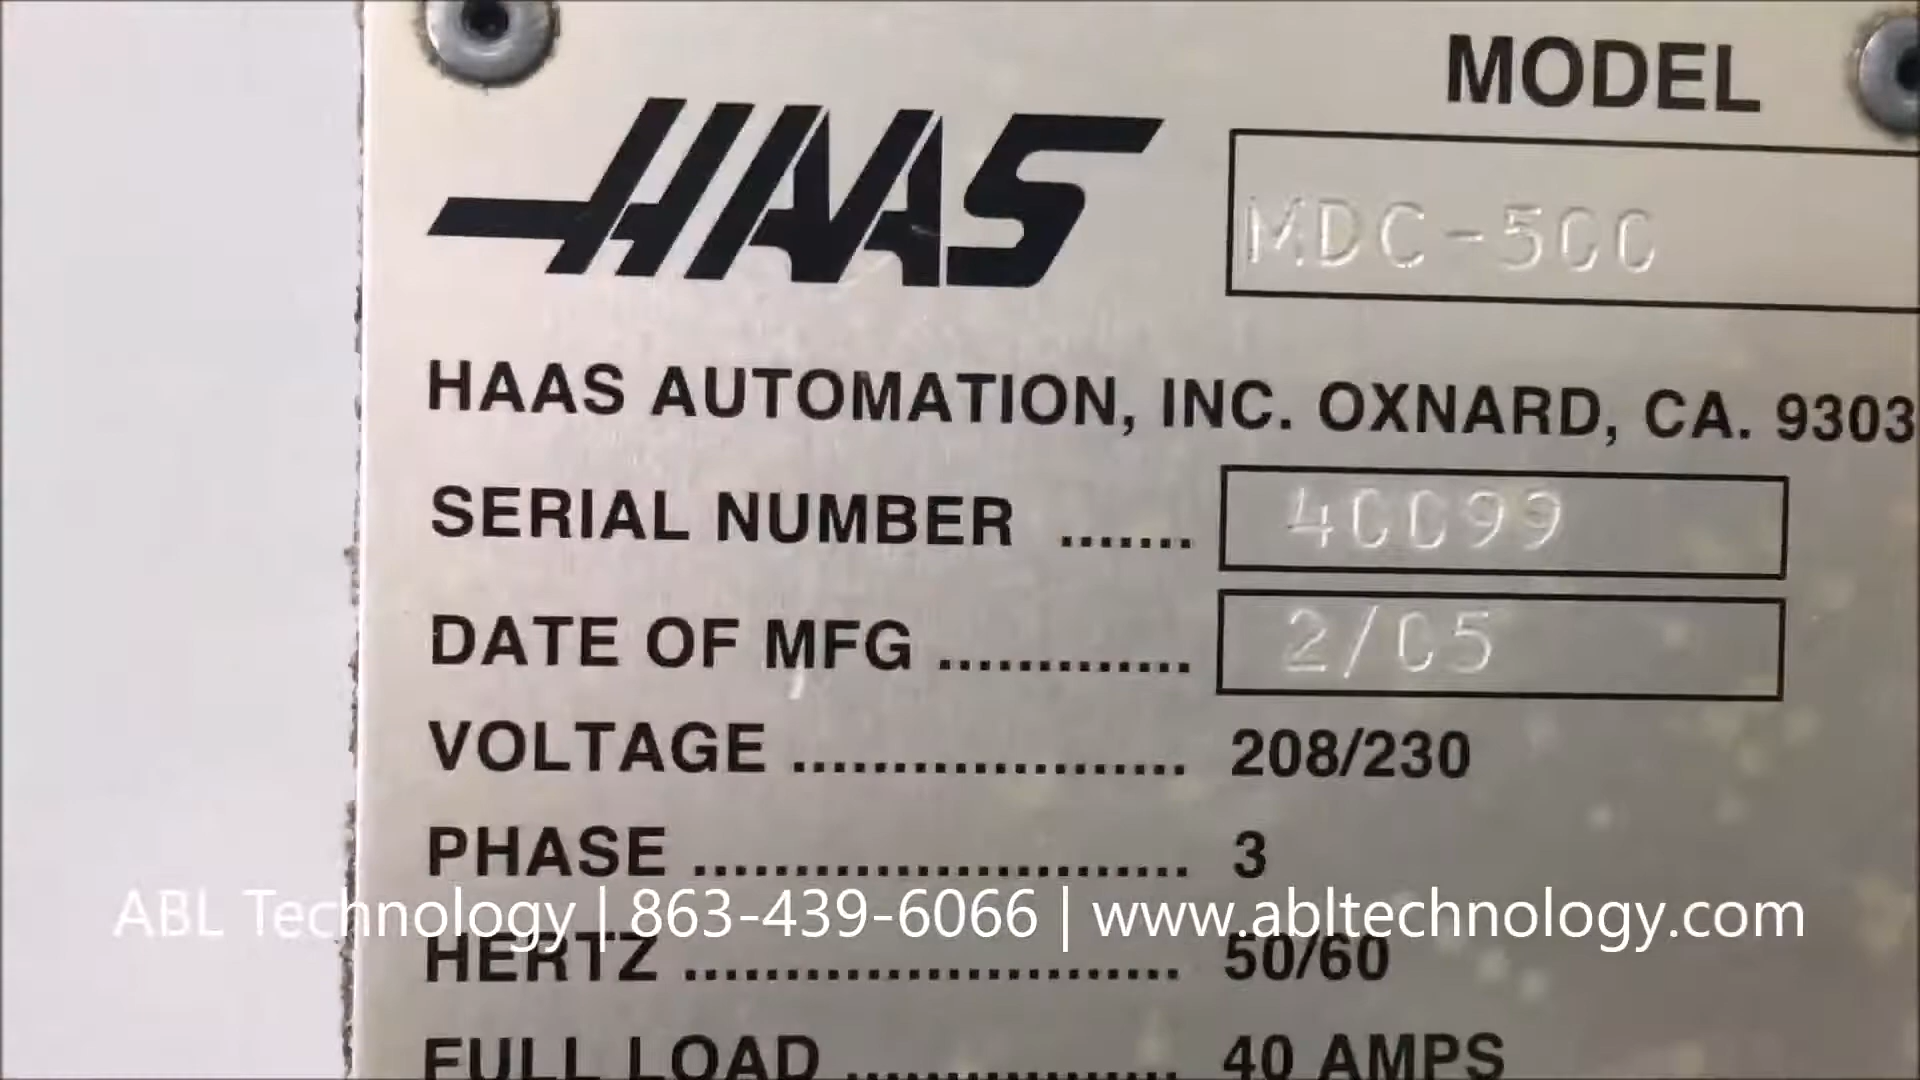 MODEL
HAAS
MDC-500
HAAS AUTOMATION, INC. OXNARD, CA. 9303
SERIAL NUMBER ....... 40099
DATE OF MFG ............. 2/05
VOLTAGE .................... 208/230
PHASE ......................... 3
ABL Technology | 863-439-6066 | www.abltechnology.com
HERTZ ......................... 50/60
FULL LOAD ................. 40 AMPS